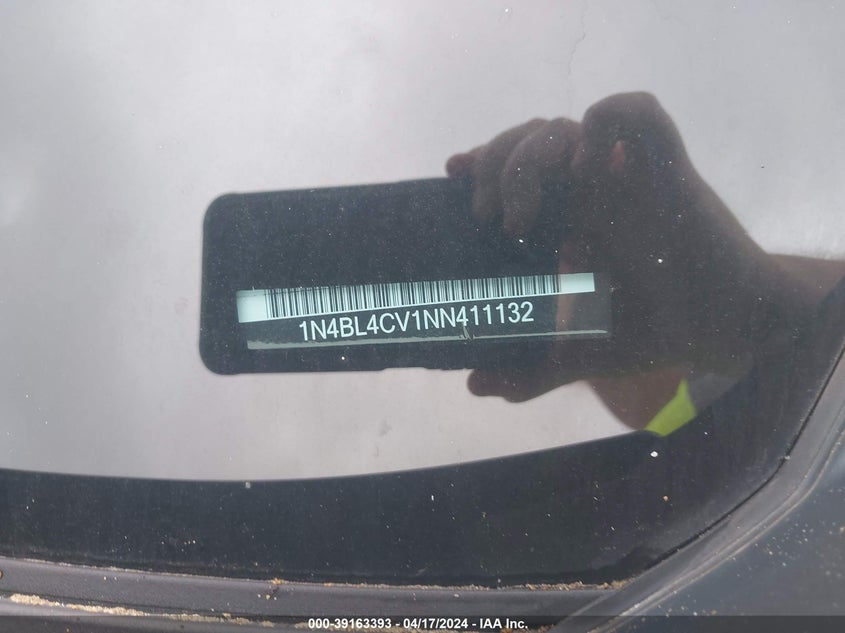 1N4BL4CV1NN411132
000-39163393 - 04/17/2024 - IAA Inc.